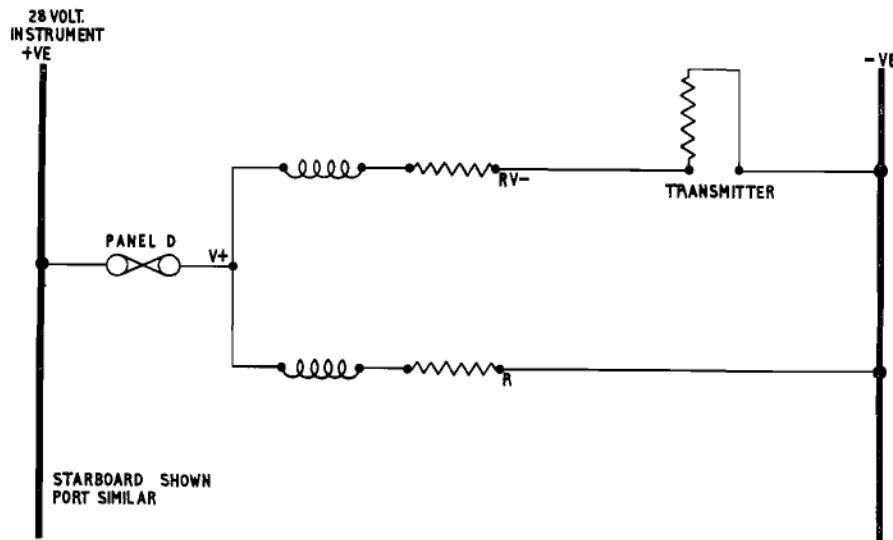 28 VOLT.
INSTRUMENT
+VE
-VE
RV-
TRANSMITTER
PANEL D
V+
R
STARBOARD SHOWN
PORT SIMILAR